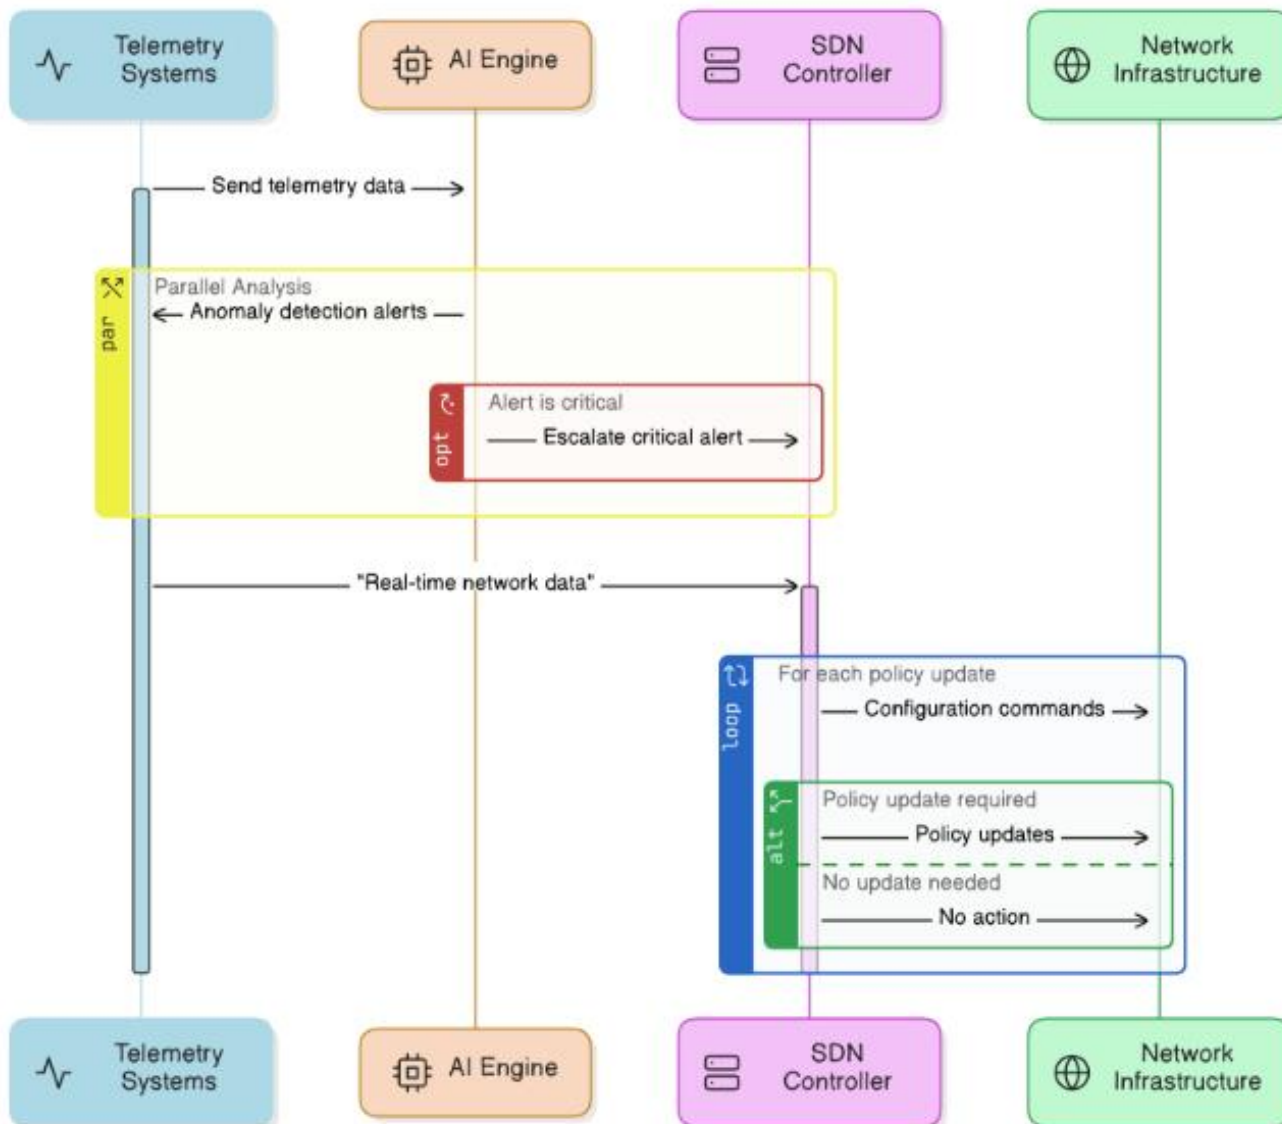 Telemetry
Systems
AI Engine
SDN
Controller
Network
Infrastructure
Send telemetry data
par
Parallel Analysis
Anomaly detection alerts
opt
Alert is critical
Escalate critical alert
"Real-time network data"
loop
For each policy update
Configuration commands
alt
Policy update required
Policy updates
No update needed
No action
Telemetry
Systems
AI Engine
SDN
Controller
Network
Infrastructure